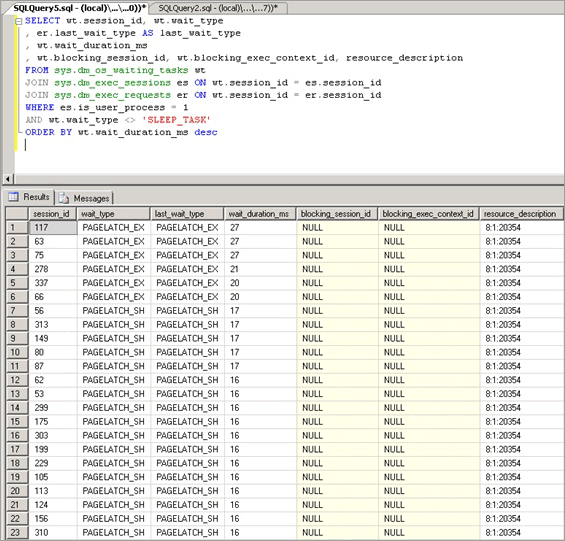 SQLQuery5.sql - (local)\...\...0))* SQLQuery2.sql - (local)\...\...7))*
SELECT wt.session_id, wt.wait_type
, er.last_wait_type AS last_wait_type
, wt.wait_duration_ms
, wt.blocking_session_id, wt.blocking_exec_context_id, resource_description
FROM sys.dm_os_waiting_tasks wt
JOIN sys.dm_exec_sessions es ON wt.session_id = es.session_id
JOIN sys.dm_exec_requests er ON wt.session_id = er.session_id
WHERE es.is_user_process = 1
AND wt.wait_type <> 'SLEEP_TASK'
ORDER BY wt.wait_duration_ms desc
Results Messages
session_id wait_type last_wait_type wait_duration_ms blocking_session_id blocking_exec_context_id resource_description
1 117 PAGELATCH_EX PAGELATCH_EX 27 NULL NULL 8:1:20354
2 63 PAGELATCH_EX PAGELATCH_EX 27 NULL NULL 8:1:20354
3 75 PAGELATCH_EX PAGELATCH_EX 27 NULL NULL 8:1:20354
4 278 PAGELATCH_EX PAGELATCH_EX 21 NULL NULL 8:1:20354
5 337 PAGELATCH_EX PAGELATCH_EX 20 NULL NULL 8:1:20354
6 66 PAGELATCH_EX PAGELATCH_EX 20 NULL NULL 8:1:20354
7 56 PAGELATCH_SH PAGELATCH_SH 17 NULL NULL 8:1:20354
8 313 PAGELATCH_SH PAGELATCH_SH 17 NULL NULL 8:1:20354
9 149 PAGELATCH_SH PAGELATCH_SH 17 NULL NULL 8:1:20354
10 80 PAGELATCH_SH PAGELATCH_SH 17 NULL NULL 8:1:20354
11 87 PAGELATCH_SH PAGELATCH_SH 17 NULL NULL 8:1:20354
12 62 PAGELATCH_SH PAGELATCH_SH 16 NULL NULL 8:1:20354
13 53 PAGELATCH_SH PAGELATCH_SH 16 NULL NULL 8:1:20354
14 299 PAGELATCH_SH PAGELATCH_SH 16 NULL NULL 8:1:20354
15 175 PAGELATCH_SH PAGELATCH_SH 16 NULL NULL 8:1:20354
16 303 PAGELATCH_SH PAGELATCH_SH 16 NULL NULL 8:1:20354
17 199 PAGELATCH_SH PAGELATCH_SH 16 NULL NULL 8:1:20354
18 229 PAGELATCH_SH PAGELATCH_SH 16 NULL NULL 8:1:20354
19 105 PAGELATCH_SH PAGELATCH_SH 16 NULL NULL 8:1:20354
20 113 PAGELATCH_SH PAGELATCH_SH 16 NULL NULL 8:1:20354
21 124 PAGELATCH_SH PAGELATCH_SH 16 NULL NULL 8:1:20354
22 156 PAGELATCH_SH PAGELATCH_SH 16 NULL NULL 8:1:20354
23 310 PAGELATCH_SH PAGELATCH_SH 16 NULL NULL 8:1:20354